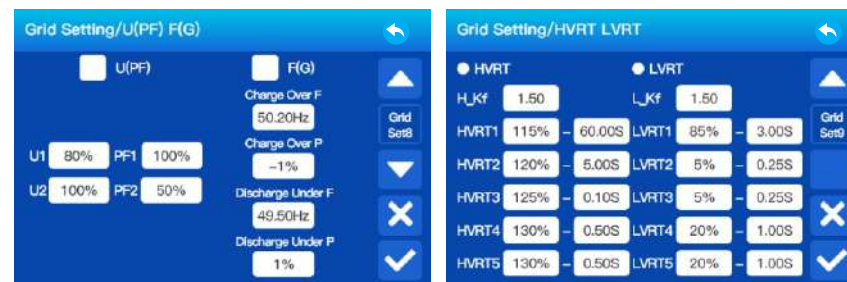 Grid Setting/U(PF) F(G)
U(PF)
F(G)
Charge Over F
50.20Hz
Grid
Set8
Charge Over P
-1%
U1 80% PF1 100%
U2 100% PF2 50%
Discharge Under F
49.50Hz
Discharge Under P
1%
Grid Setting/HVRT LVRT
HVRT LVRT
H_Kf 1.50 L_Kf 1.50
Grid
Set9
HVRT1 115% - 60.00S LVRT1 85% - 3.00S
HVRT2 120% - 5.00S LVRT2 5% - 0.25S
HVRT3 125% - 0.10S LVRT3 5% - 0.25S
HVRT4 130% - 0.50S LVRT4 20% - 1.00S
HVRT5 130% - 0.50S LVRT5 20% - 1.00S